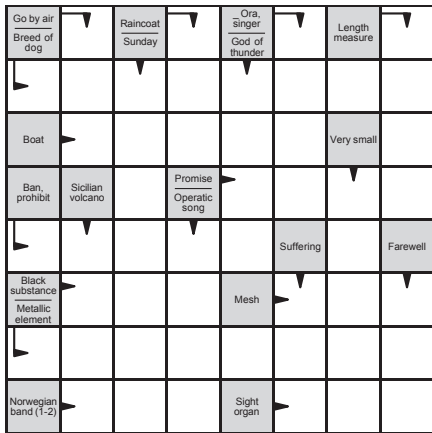 Go by air
Breed of
dog
Raincoat
Sunday
_ Ora,
singer
God of
thunder
Length
measure
Boat
Very small
Ban,
prohibit
Sicilian
volcano
Promise
Operatic
song
Suffering
Farewell
Black
substance
Metallic
element
Mesh
Norwegian
band (1-2)
Sight
organ